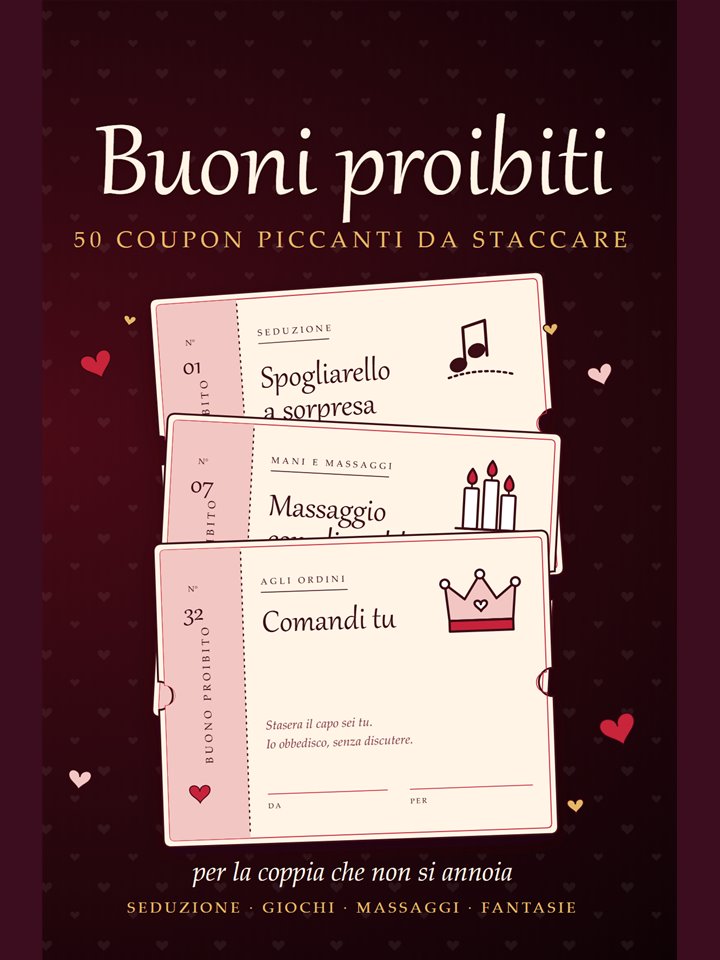 Buoni proibiti
50 COUPON PICCANTI DA STACCARE
N°
01
BITO
SEDUZIONE
Spogliarello
a sorpresa
N°
07
IBITO
MANI E MASSAGGI
Massaggio
N°
32
BUONO PROIBITO
AGLI ORDINI
Comandi tu
Stasera il capo sei tu.
Io obbedisco, senza discutere.
DA
PER
per la coppia che non si annoia
SEDUZIONE · GIOCHI · MASSAGGI · FANTASIE